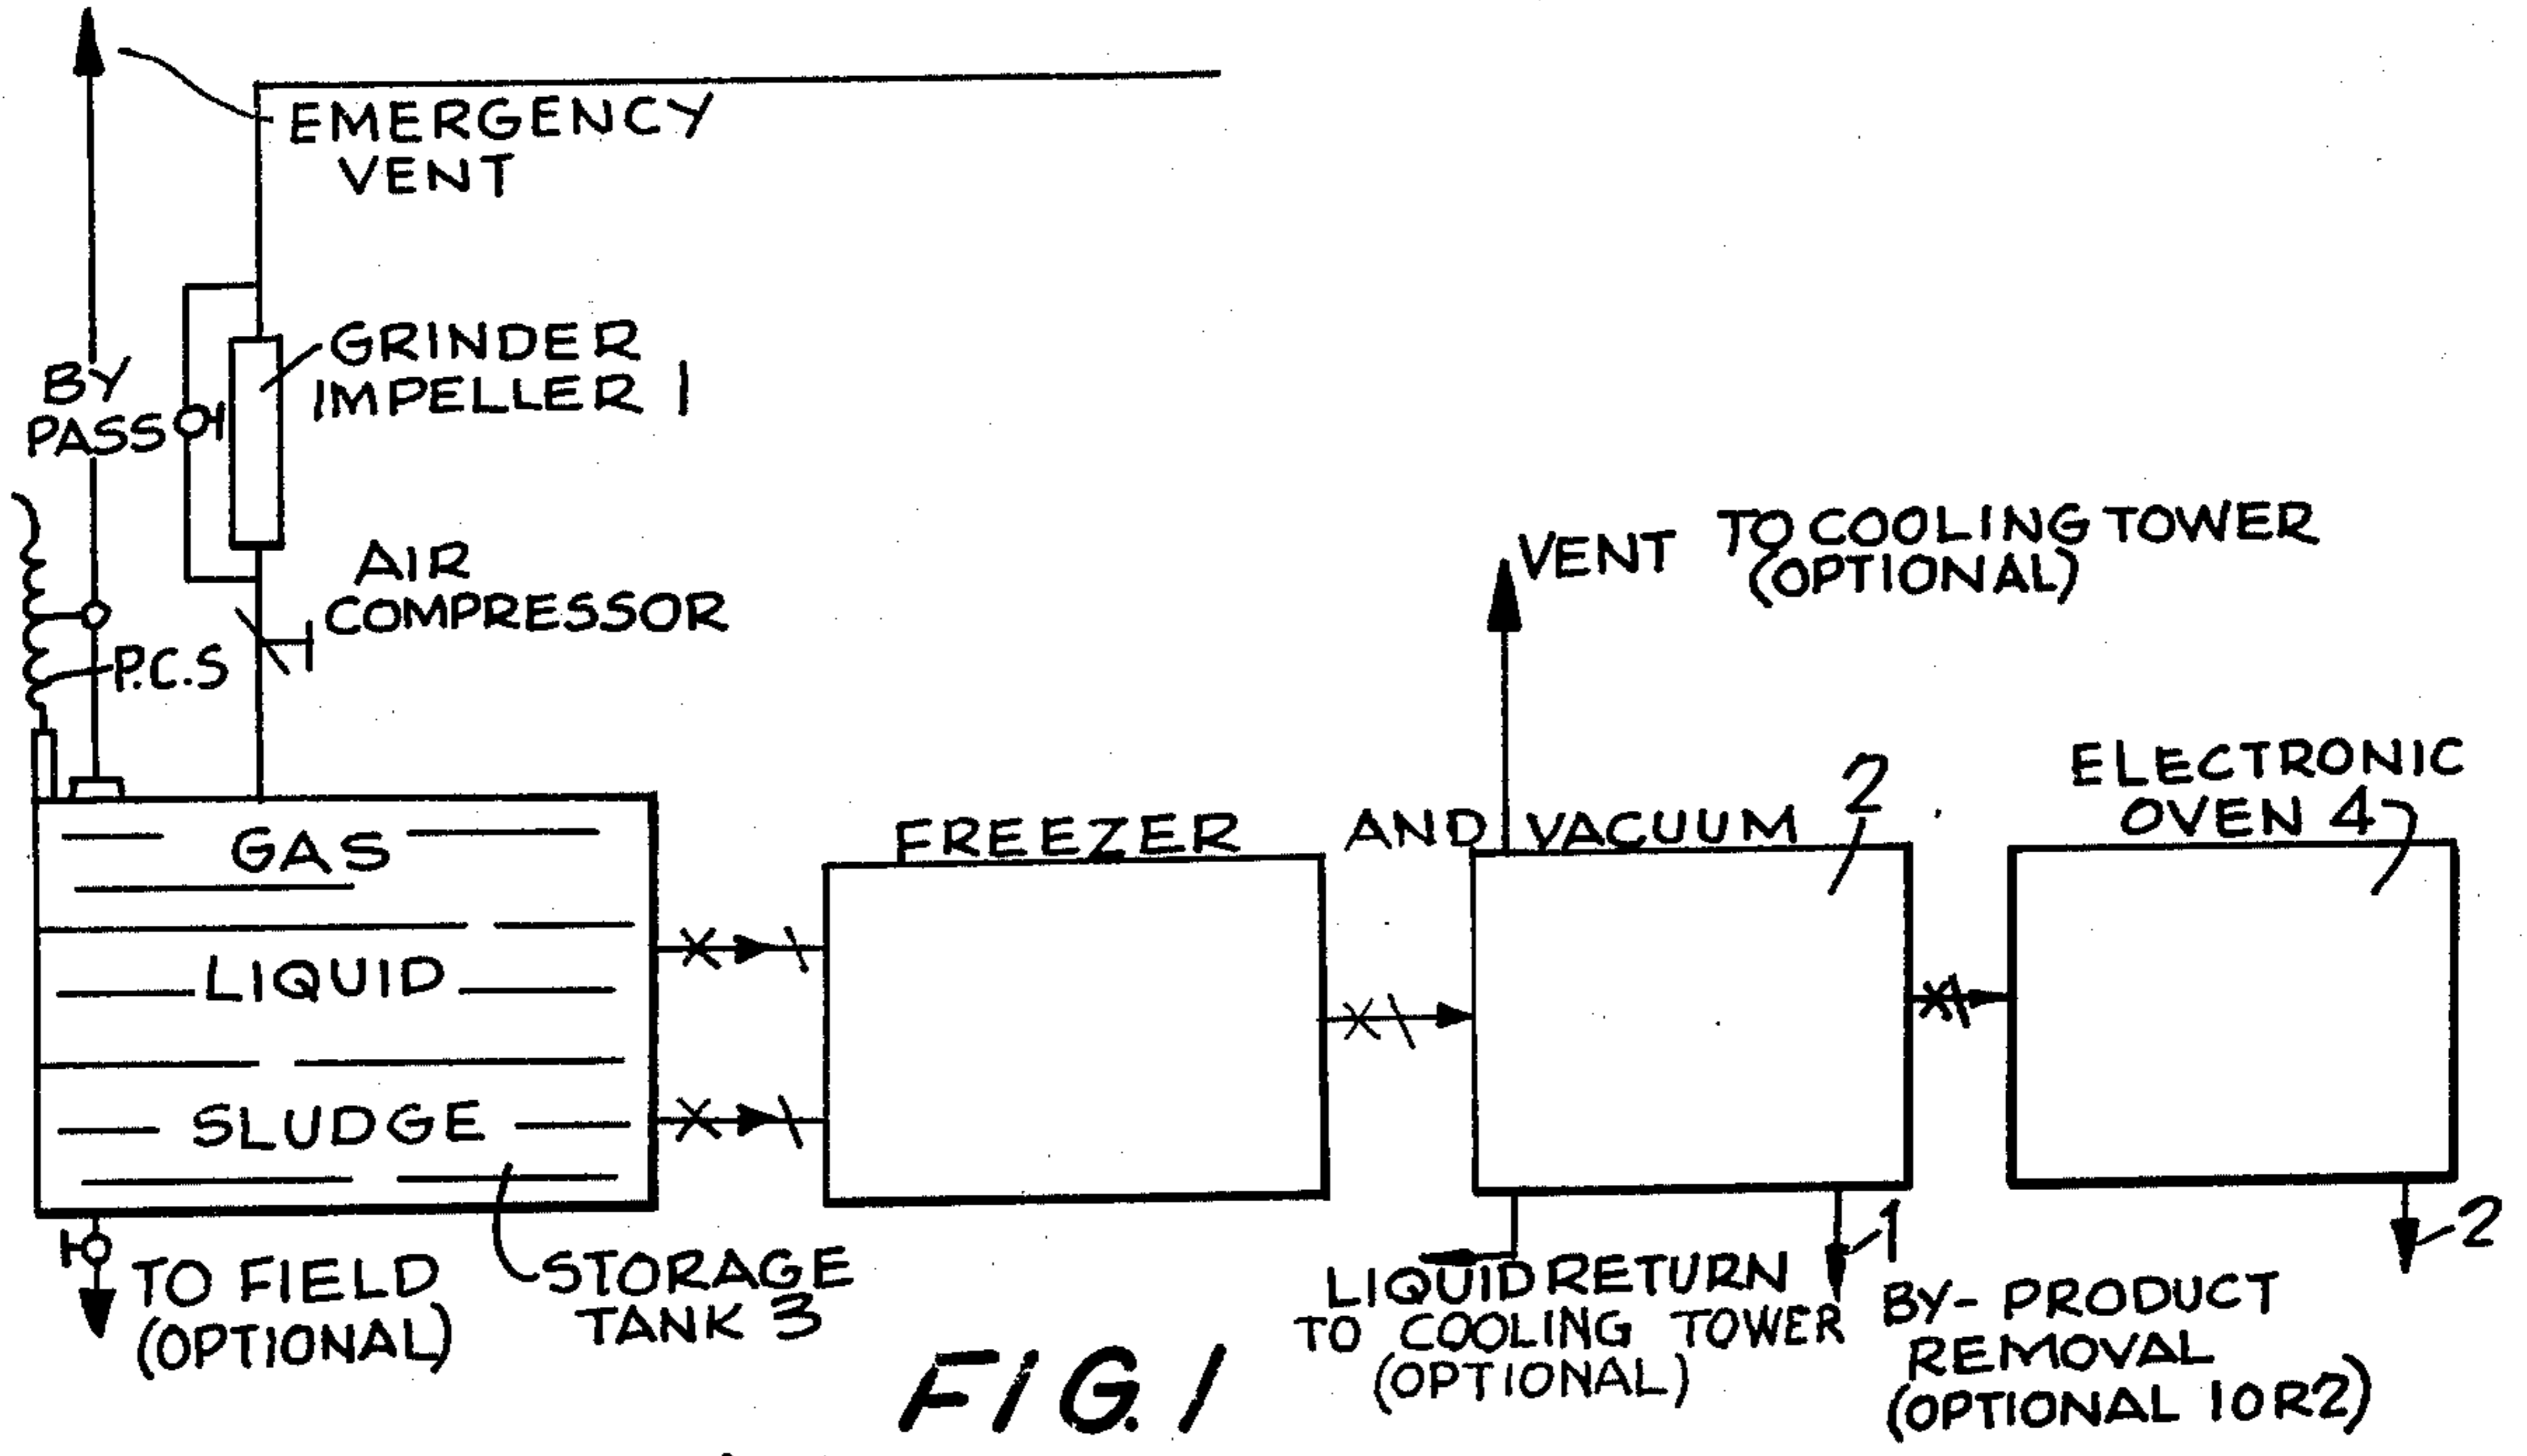 EMERGENCY
VENT
GRINDER
IMPELLER 1
BY
PASS
AIR
COMPRESSOR
P.C.S
VENT TO COOLING TOWER
(OPTIONAL)
GAS
LIQUID
SLUDGE
FREEZER AND VACUUM 2
ELECTRONIC
OVEN 4
TO FIELD
(OPTIONAL)
STORAGE
TANK 3
LIQUID RETURN
TO COOLING TOWER
(OPTIONAL)
1
BY-PRODUCT
REMOVAL
(OPTIONAL 1 OR 2)
2
FIG. 1